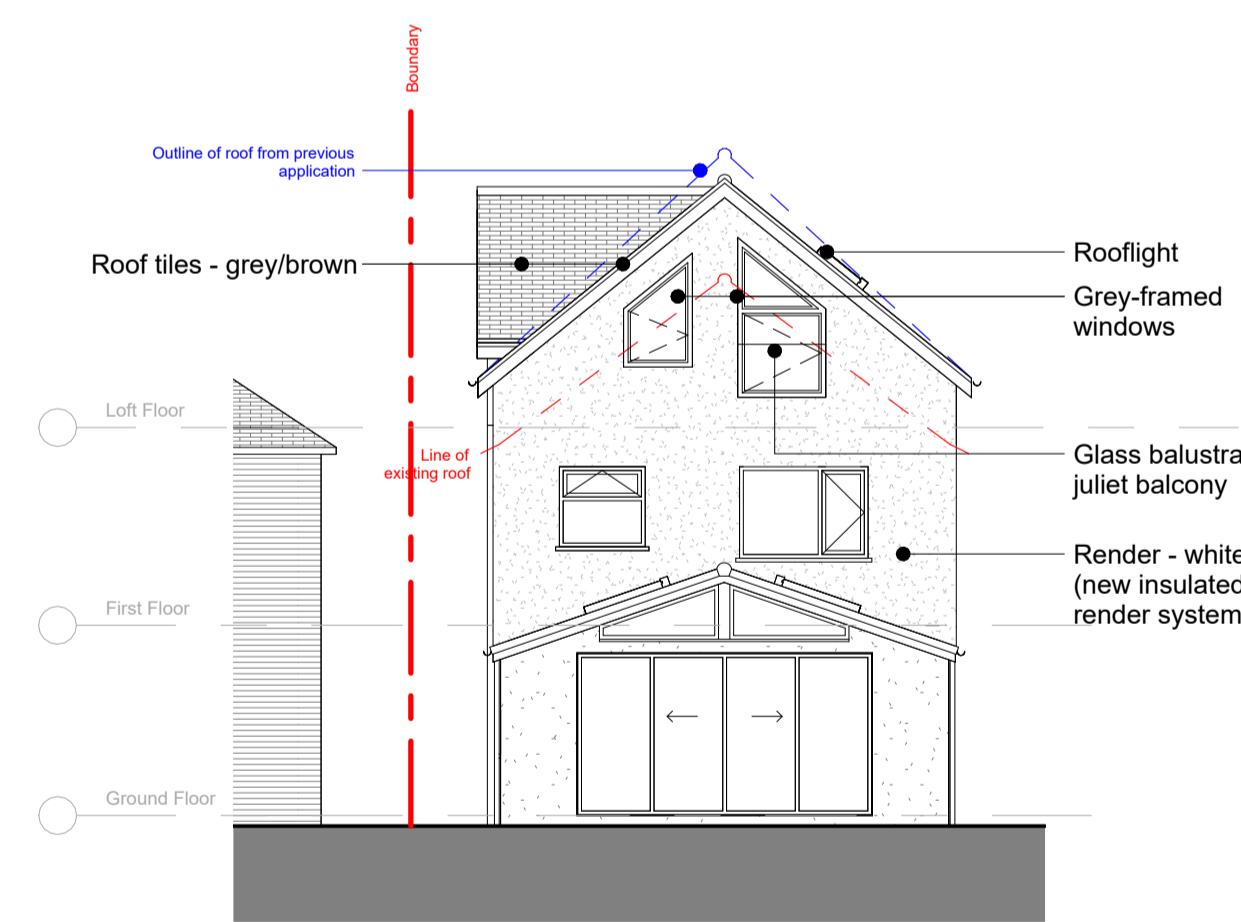 Boundary
Outline of roof from previous
application
Roof tiles - grey/brown
Rooflight
Grey-framed
windows
Loft Floor
Line of
existing roof
Glass balustra
juliet balcony
Render - white
(new insulated
render system
First Floor
Ground Floor